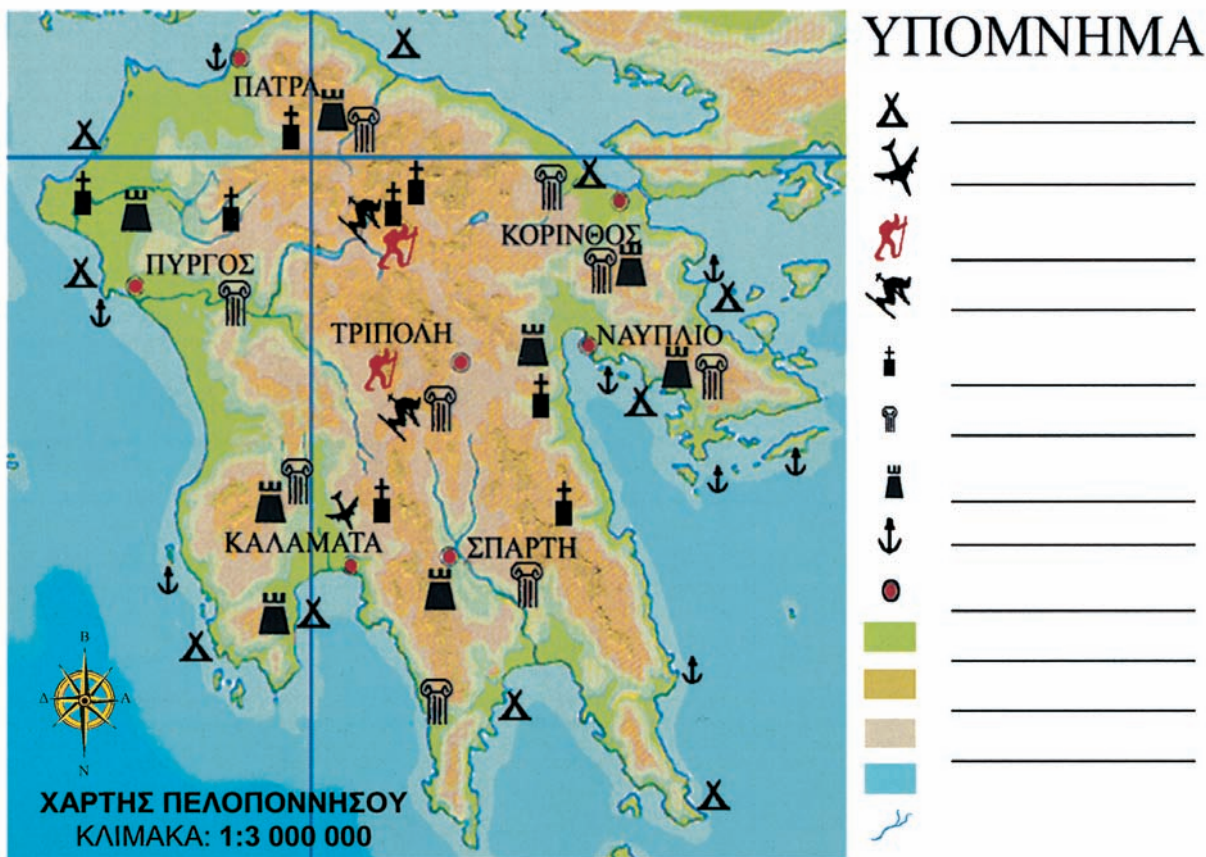 ΥΠΟΜΝΗΜΑ
ΠΑΤΡΑ
ΚΟΡΙΝΘΟΣ
ΠΥΡΓΟΣ
ΤΡΙΠΟΛΗ
ΝΑΥΠΛΙΟ
ΚΑΛΑΜΑΤΑ
ΣΠΑΡΤΗ
Β
Δ
Α
Ν
ΧΑΡΤΗΣ ΠΕΛΟΠΟΝΝΗΣΟΥ
ΚΛΙΜΑΚΑ: 1:3 000 000